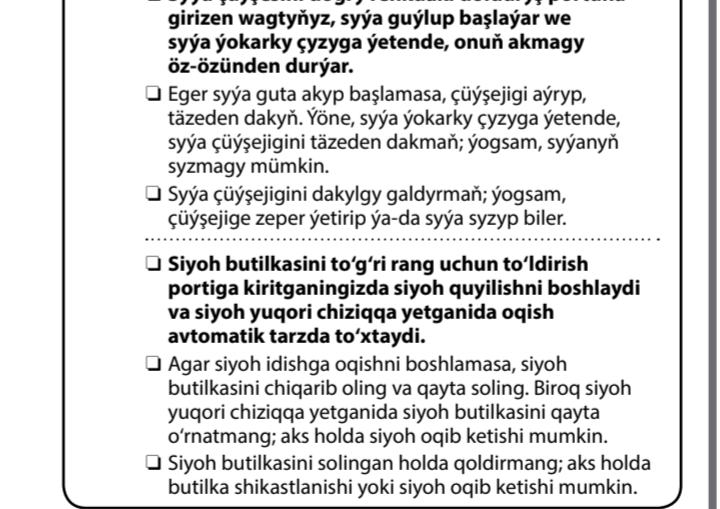 girizen wagtyňyz, syýa guýlup başlaýar we
syýa ýokarky çyzyga ýetende, onuň akmagy
öz-özünden durýar.
❏ Eger syýa guta akyp başlamasa, çüýşejigi aýryp,
täzeden dakyň. Ýöne, syýa ýokarky çyzyga ýetende,
syýa çüýşejigini täzeden dakmaň; ýogsam, syýanyň
syzmagy mümkin.
❏ Syýa çüýşejigini dakylgy galdyrmaň; ýogsam,
çüýşejige zeper ýetirip ýa-da syýa syzyp biler.
❏ Siyoh butilkasini to‘g‘ri rang uchun to‘ldirish
portiga kiritganingizda siyoh quyilishni boshlaydi
va siyoh yuqori chiziqqa yetganida oqish
avtomatik tarzda to‘xtaydi.
❏ Agar siyoh idishga oqishni boshlamasa, siyoh
butilkasini chiqarib oling va qayta soling. Biroq siyoh
yuqori chiziqqa yetganida siyoh butilkasini qayta
o‘rnatmang; aks holda siyoh oqib ketishi mumkin.
❏ Siyoh butilkasini solingan holda qoldirmang; aks holda
butilka shikastlanishi yoki siyoh oqib ketishi mumkin.